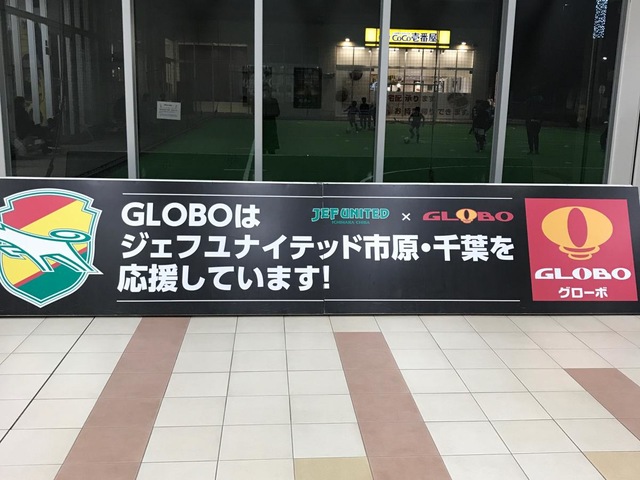 CoCo壱番屋
GLOBOは
JEF UNITED × GLOBO
ジェフユナイテッド市原・千葉を
応援しています!
GLOBO
グローボ